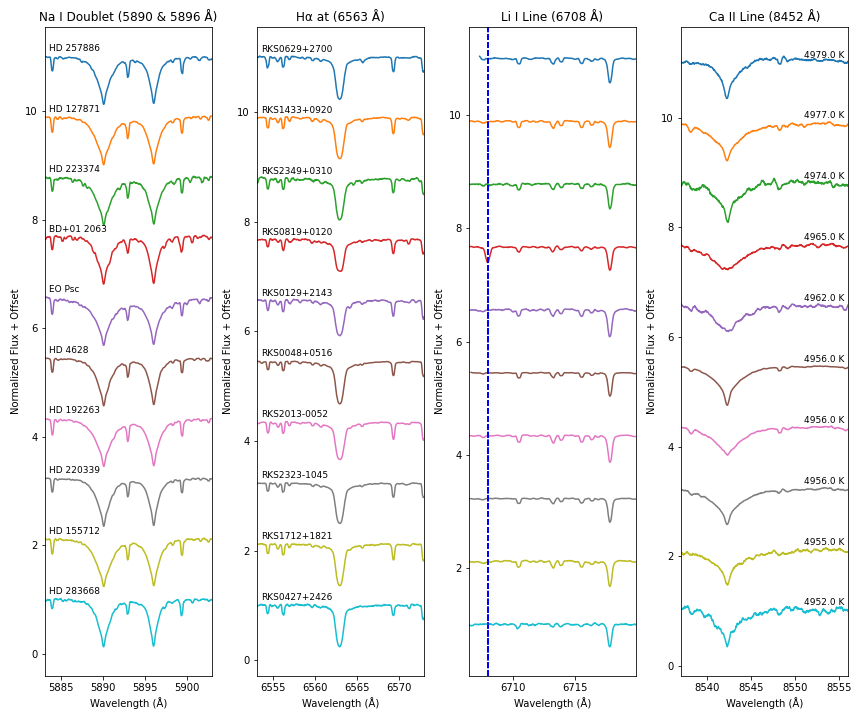 Na I Doublet (5890 & 5896 Å)
Hα at (6563 Å)
Li I Line (6708 Å)
Ca II Line (8452 Å)
HD 257886
HD 127871
HD 223374
BD+01 2063
EO Psc
HD 4628
HD 192263
HD 220339
HD 155712
HD 283668
RKS0629+2700
RKS1433+0920
RKS2349+0310
RKS0819+0120
RKS0129+2143
RKS0048+0516
RKS2013-0052
RKS2323-1045
RKS1712+1821
RKS0427+2426
4979.0 K
4977.0 K
4974.0 K
4965.0 K
4962.0 K
4956.0 K
4956.0 K
4956.0 K
4955.0 K
4952.0 K
Normalized Flux + Offset
10
8
6
4
2
0
5885 5890 5895 5900
Wavelength (Å)
Normalized Flux + Offset
10
8
6
4
2
0
6555 6560 6565 6570
Wavelength (Å)
Normalized Flux + Offset
10
8
6
4
2
6710 6715
Wavelength (Å)
Normalized Flux + Offset
10
8
6
4
2
0
8540 8545 8550 8555
Wavelength (Å)